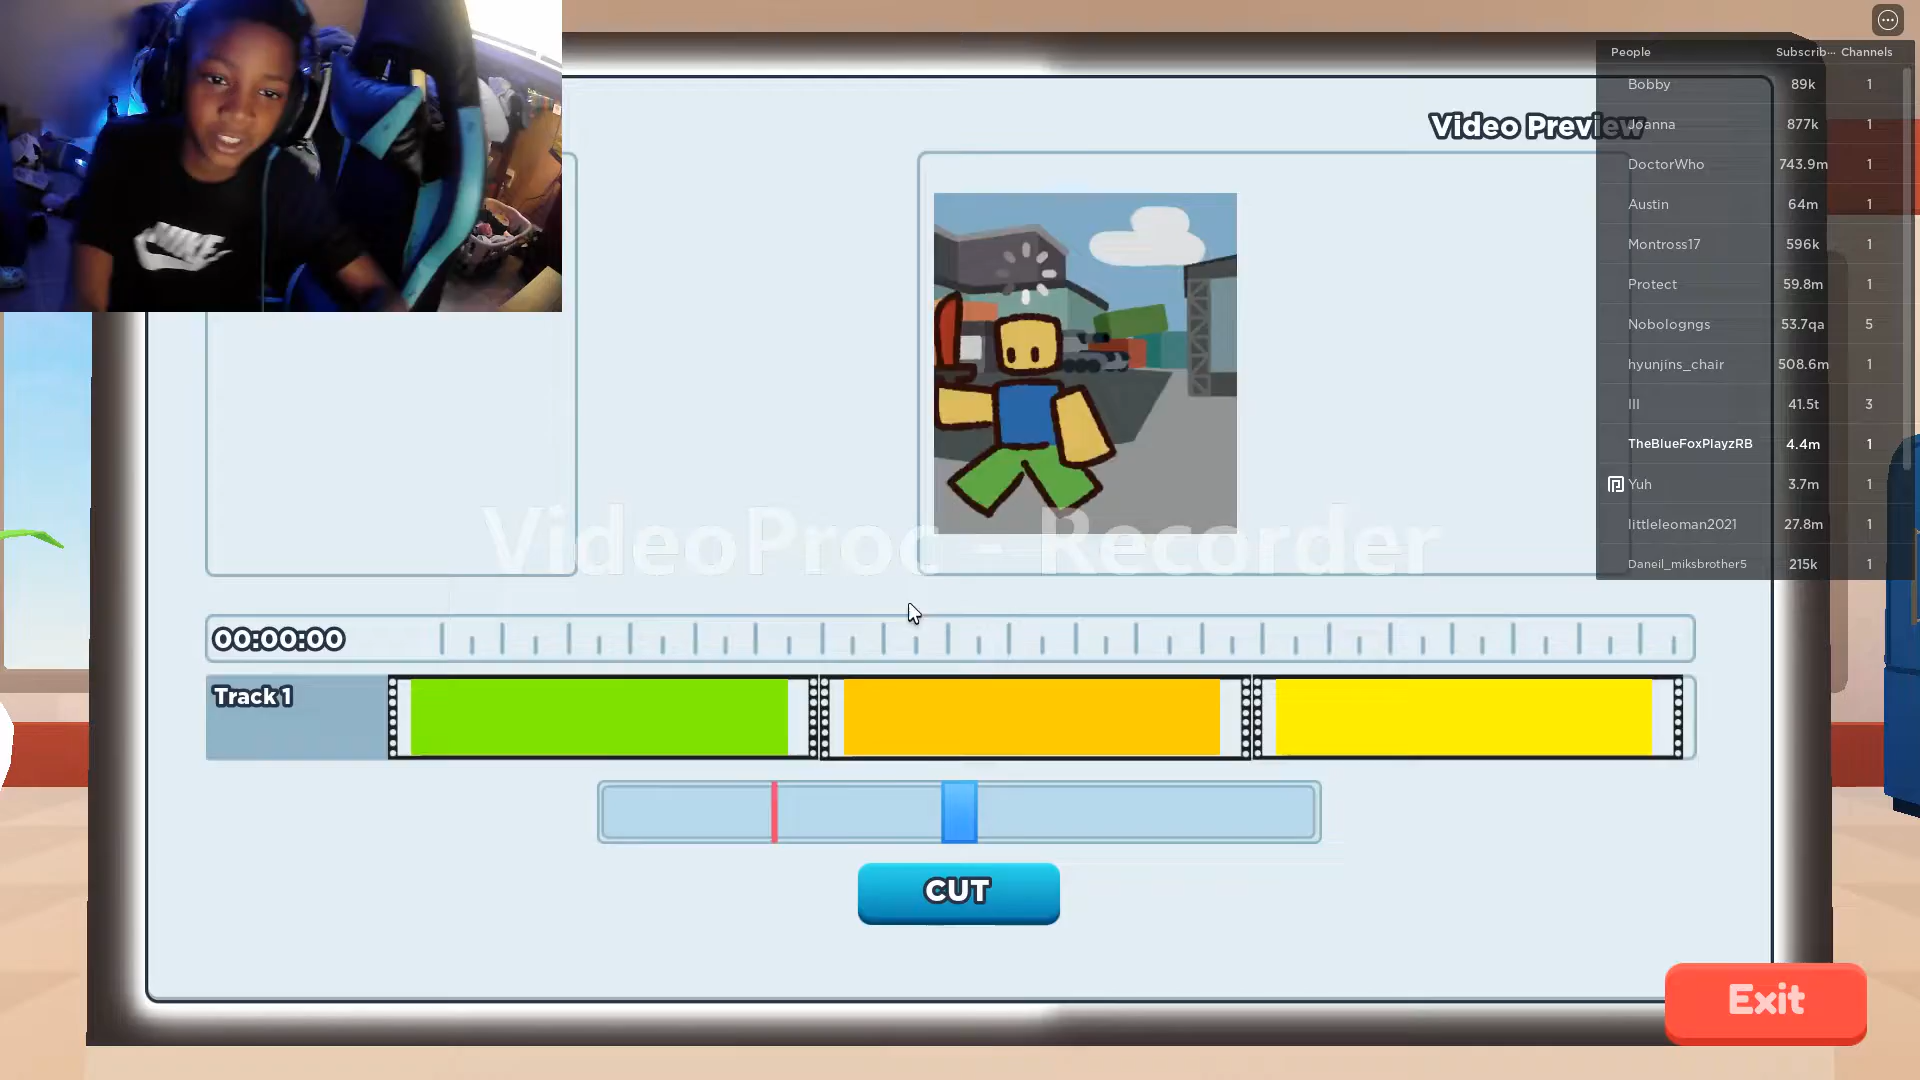 People Subscrib··· Channels
Bobby 89k 1
Joanna 877k 1
DoctorWho 743.9m 1
Austin 64m 1
Montross17 596k 1
Protect 59.8m 1
Nobologngs 53.7qa 5
hyunjins_chair 508.6m 1
III 41.5t 3
TheBlueFoxPlayzRB 4.4m 1
Yuh 3.7m 1
littleleoman2021 27.8m 1
Daneil_miksbrother5 215k 1
Video Preview
NIKE
VideoProc - Recorder
00:00:00
Track 1
CUT
Exit